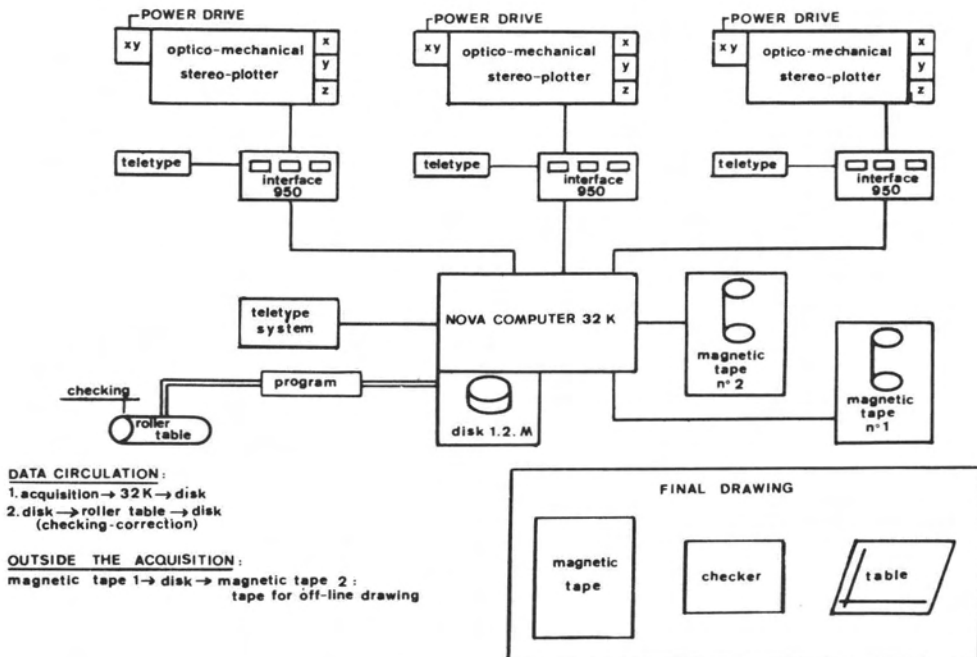 POWER DRIVE
POWER DRIVE
POWER DRIVE
xy
optico-mechanical
stereo-plotter
x
y
z
xy
optico-mechanical
stereo-plotter
x
y
z
xy
optico-mechanical
stereo-plotter
x
y
z
teletype
interface
950
teletype
interface
950
teletype
interface
950
teletype
system
NOVA COMPUTER 32 K
magnetic
tape
n° 2
magnetic
tape
n°1
checking
program
roller
table
disk 1.2. M
DATA CIRCULATION :
1. acquisition → 32 K → disk
2. disk → roller table → disk
(checking-correction)
OUTSIDE THE ACQUISITION :
magnetic tape 1 → disk → magnetic tape 2 :
tape for off-line drawing
FINAL DRAWING
magnetic
tape
checker
table